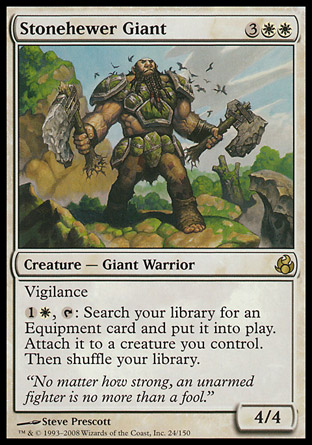 Stonehewer Giant 3
Creature — Giant Warrior
Vigilance
1, : Search your library for an
Equipment card and put it into play.
Attach it to a creature you control.
Then shuffle your library.
“No matter how strong, an unarmed
fighter is no more than a fool.”
Steve Prescott
™ & © 1993–2008 Wizards of the Coast, Inc. 24/150
4/4